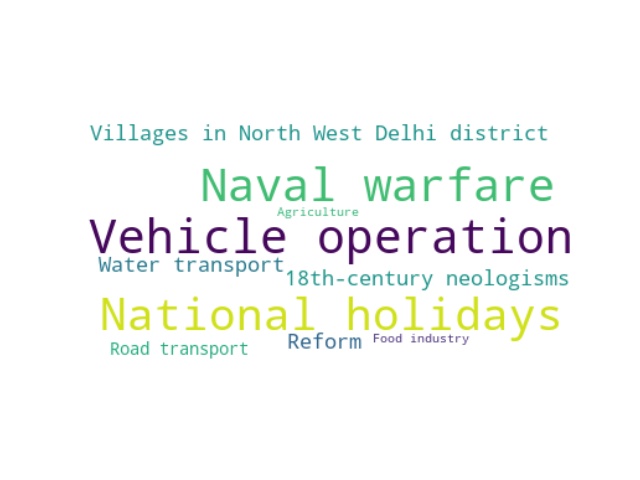 Villages in North West Delhi district
Naval warfare
Agriculture
Vehicle operation
Water transport
18th-century neologisms
National holidays
Reform
Food industry
Road transport